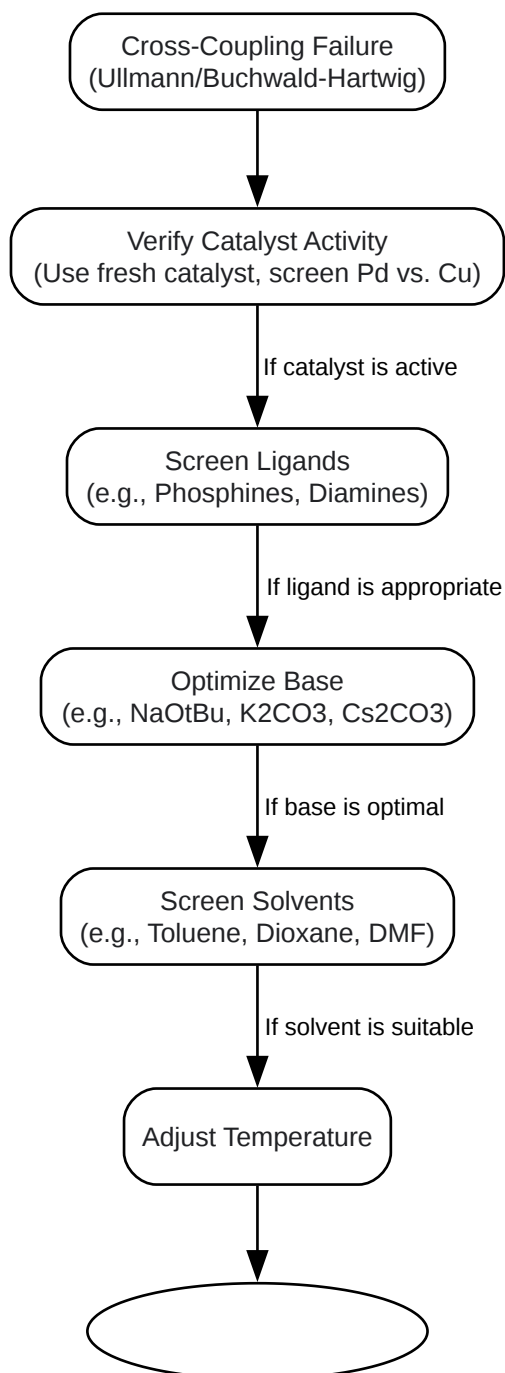 Cross-Coupling Failure
(Ullmann/Buchwald-Hartwig)
Verify Catalyst Activity
(Use fresh catalyst, screen Pd vs. Cu)
If catalyst is active
Screen Ligands
(e.g., Phosphines, Diamines)
If ligand is appropriate
Optimize Base
(e.g., NaOtBu, K2CO3, Cs2CO3)
If base is optimal
Screen Solvents
(e.g., Toluene, Dioxane, DMF)
If solvent is suitable
Adjust Temperature